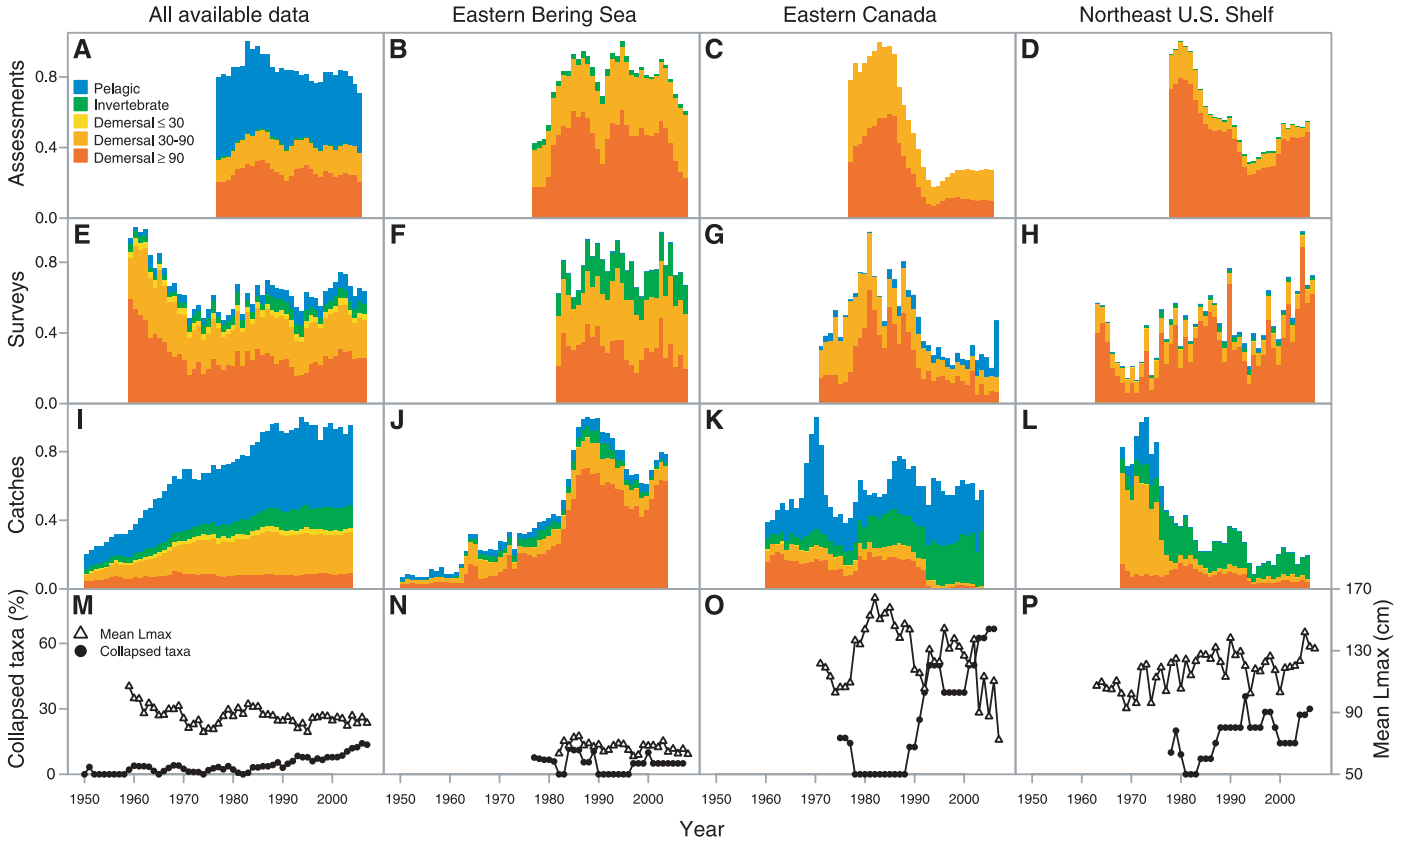 All available data
Eastern Bering Sea
Eastern Canada
Northeast U.S. Shelf
Assessments
0.8
0.4
0.0
A
Pelagic
Invertebrate
Demersal ≤ 30
Demersal 30-90
Demersal ≥ 90
B
C
D
Surveys
0.8
0.4
0.0
E
F
G
H
Catches
0.8
0.4
0.0
I
J
K
L
Collapsed taxa (%)
60
30
0
M
Mean Lmax
Collapsed taxa
N
O
P
170
130
90
50
Mean Lmax (cm)
1950 1960 1970 1980 1990 2000
1950 1960 1970 1980 1990 2000
1950 1960 1970 1980 1990 2000
1950 1960 1970 1980 1990 2000
Year